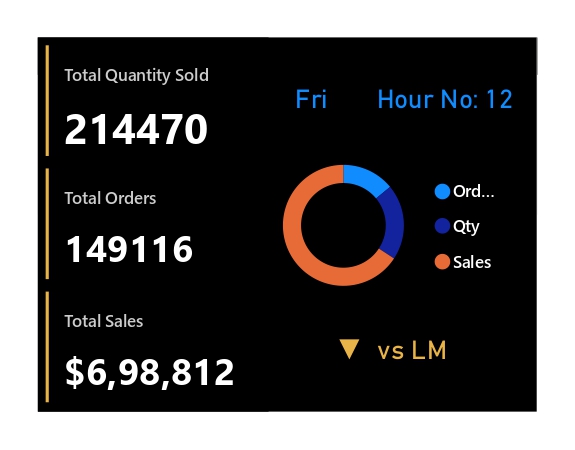 Total Quantity Sold
214470
Total Orders
149116
Total Sales
$6,98,812
Fri
Hour No: 12
Ord...
Qty
Sales
▼ vs LM